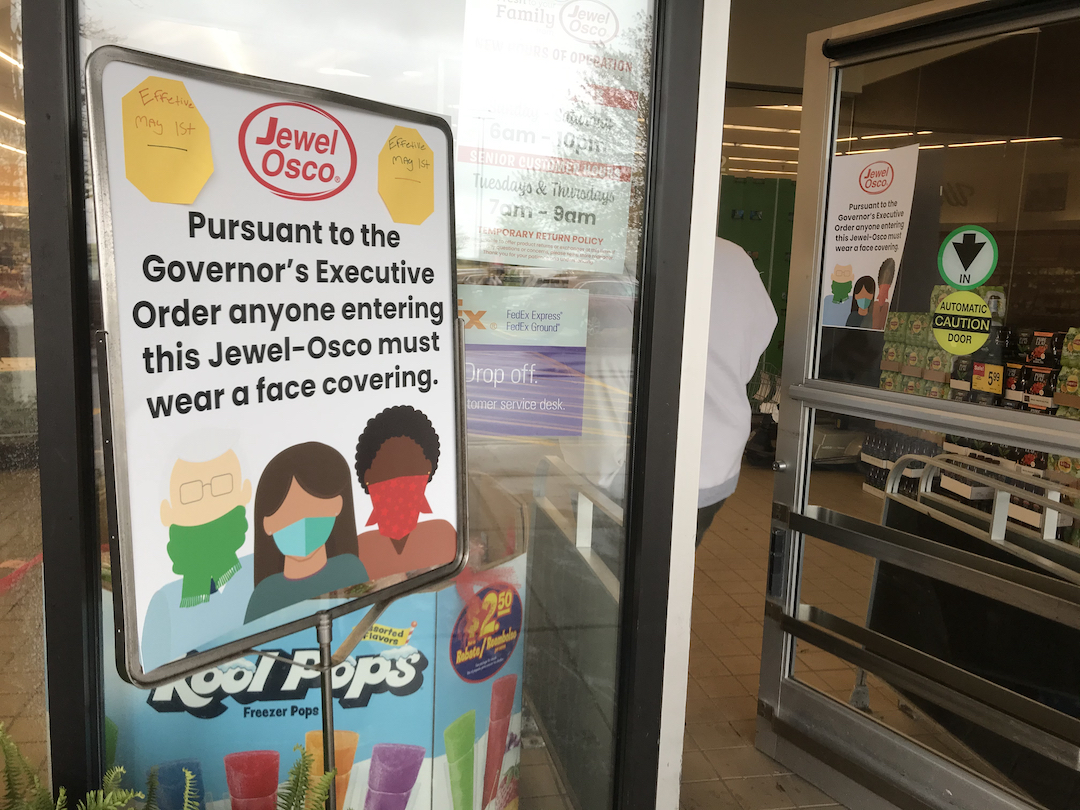 Effective
MAY 1st
Jewel
Osco®
Effective
MAY 1st
Pursuant to the
Governor's Executive
Order anyone entering
this Jewel-Osco must
wear a face covering.
Family
Jewel
Osco
HOURS OF OPERATION
6am - 10pm
SENIOR CUSTOMER
Tuesdays & Thursdays
7am - 9am
TEMPORARY RETURN POLICY
FedEx Express®
FedEx Ground®
Drop off.
customer service desk.
Kool Pops
Freezer Pops
Assorted
Flavors
$2.50
Jewel
Osco
Pursuant to the
Governor's Executive
Order anyone entering
this Jewel-Osco must
wear a face covering.
IN
AUTOMATIC
CAUTION
DOOR
5.99